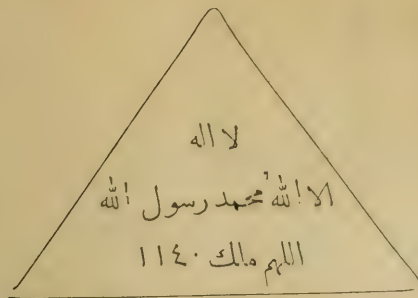 لا اله
الا الله محمد رسول الله
اللهم مالك ١١٤٠